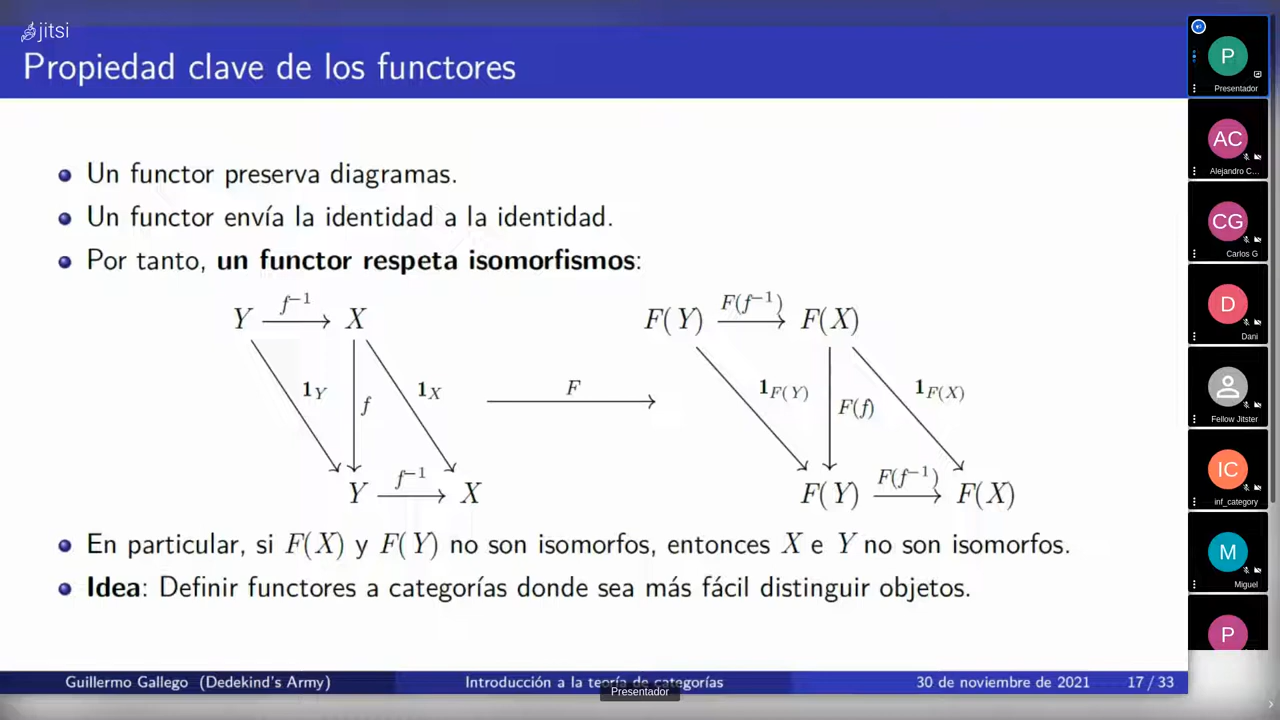 jitsi
Propiedad clave de los functores
Un functor preserva diagramas.
Un functor envía la identidad a la identidad.
Por tanto, un functor respeta isomorfismos:
Y f⁻¹ X
1_Y f 1_X
Y f⁻¹ X
F
F(Y) F(f⁻¹) F(X)
1_{F(Y)} F(f) 1_{F(X)}
F(Y) F(f⁻¹) F(X)
En particular, si F(X) y F(Y) no son isomorfos, entonces X e Y no son isomorfos.
Idea: Definir functores a categorías donde sea más fácil distinguir objetos.
Guillermo Gallego (Dedekind's Army) Introducción a la teoría de categorías 30 de noviembre de 2021 17 / 33
Presentador
P
Presentador
AC
Alejandro C...
CG
Carlos G
D
Dani
Fellow Jitster
IC
inf_category
M
Miguel
P